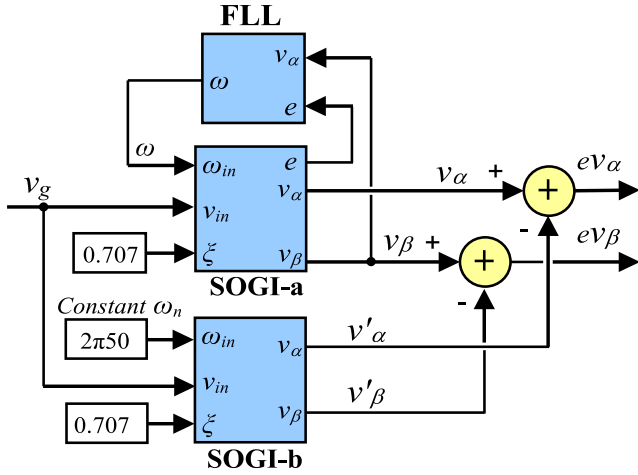 FLL
vα
ω
e
ω
ωin
e
vg
vα
vα
+
+
evα
vin
-
evβ
0.707
ξ
vβ
vβ
+
+
SOGI-a
-
Constant ωn
2π50
ωin
vα
v'α
vin
vβ
v'β
0.707
ξ
SOGI-b